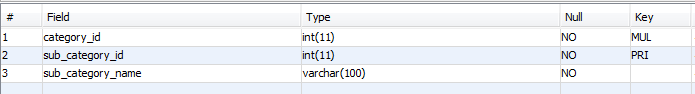 # Field Type Null Key
1 category_id int(11) NO MUL
2 sub_category_id int(11) NO PRI
3 sub_category_name varchar(100) NO